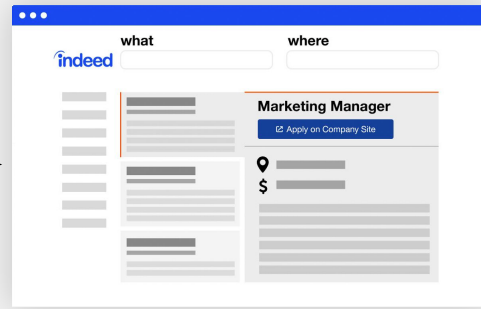 what
where
indeed
Marketing Manager
Apply on Company Site
$